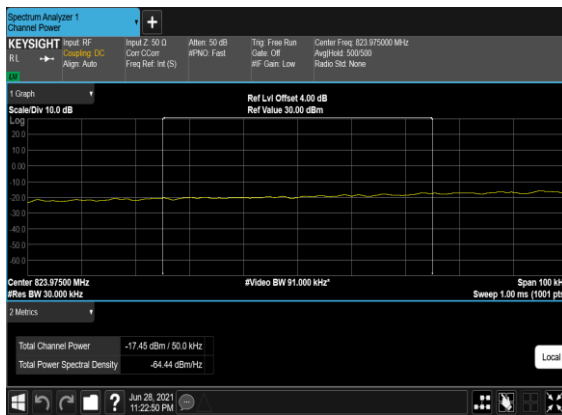 Spectrum Analyzer 1
Channel Power
+
KEYSIGHT
RL
Input: RF
Coupling: DC
Align: Auto
Input Z: 50 Ω
Corr CCorr
Freq Ref: Int (S)
Atten: 50 dB
#PNO: Fast
Trig: Free Run
Gate: Off
#IF Gain: Low
Center Freq: 823.975000 MHz
Avg|Hold: 500/500
Radio Std: None
1 Graph
Scale/Div 10.0 dB
Ref Lvl Offset 4.00 dB
Ref Value 30.00 dBm
Log
20.0
10.0
0.00
-10.0
-20.0
-30.0
-40.0
-50.0
-60.0
Center 823.97500 MHz
#Video BW 91.000 kHz*
Span 100 kH
#Res BW 30.000 kHz
Sweep 1.00 ms (1001 pts
2 Metrics
Total Channel Power -17.45 dBm / 50.0 kHz
Total Power Spectral Density -64.44 dBm/Hz
Local
?
Jun 28, 2021
11:22:50 PM